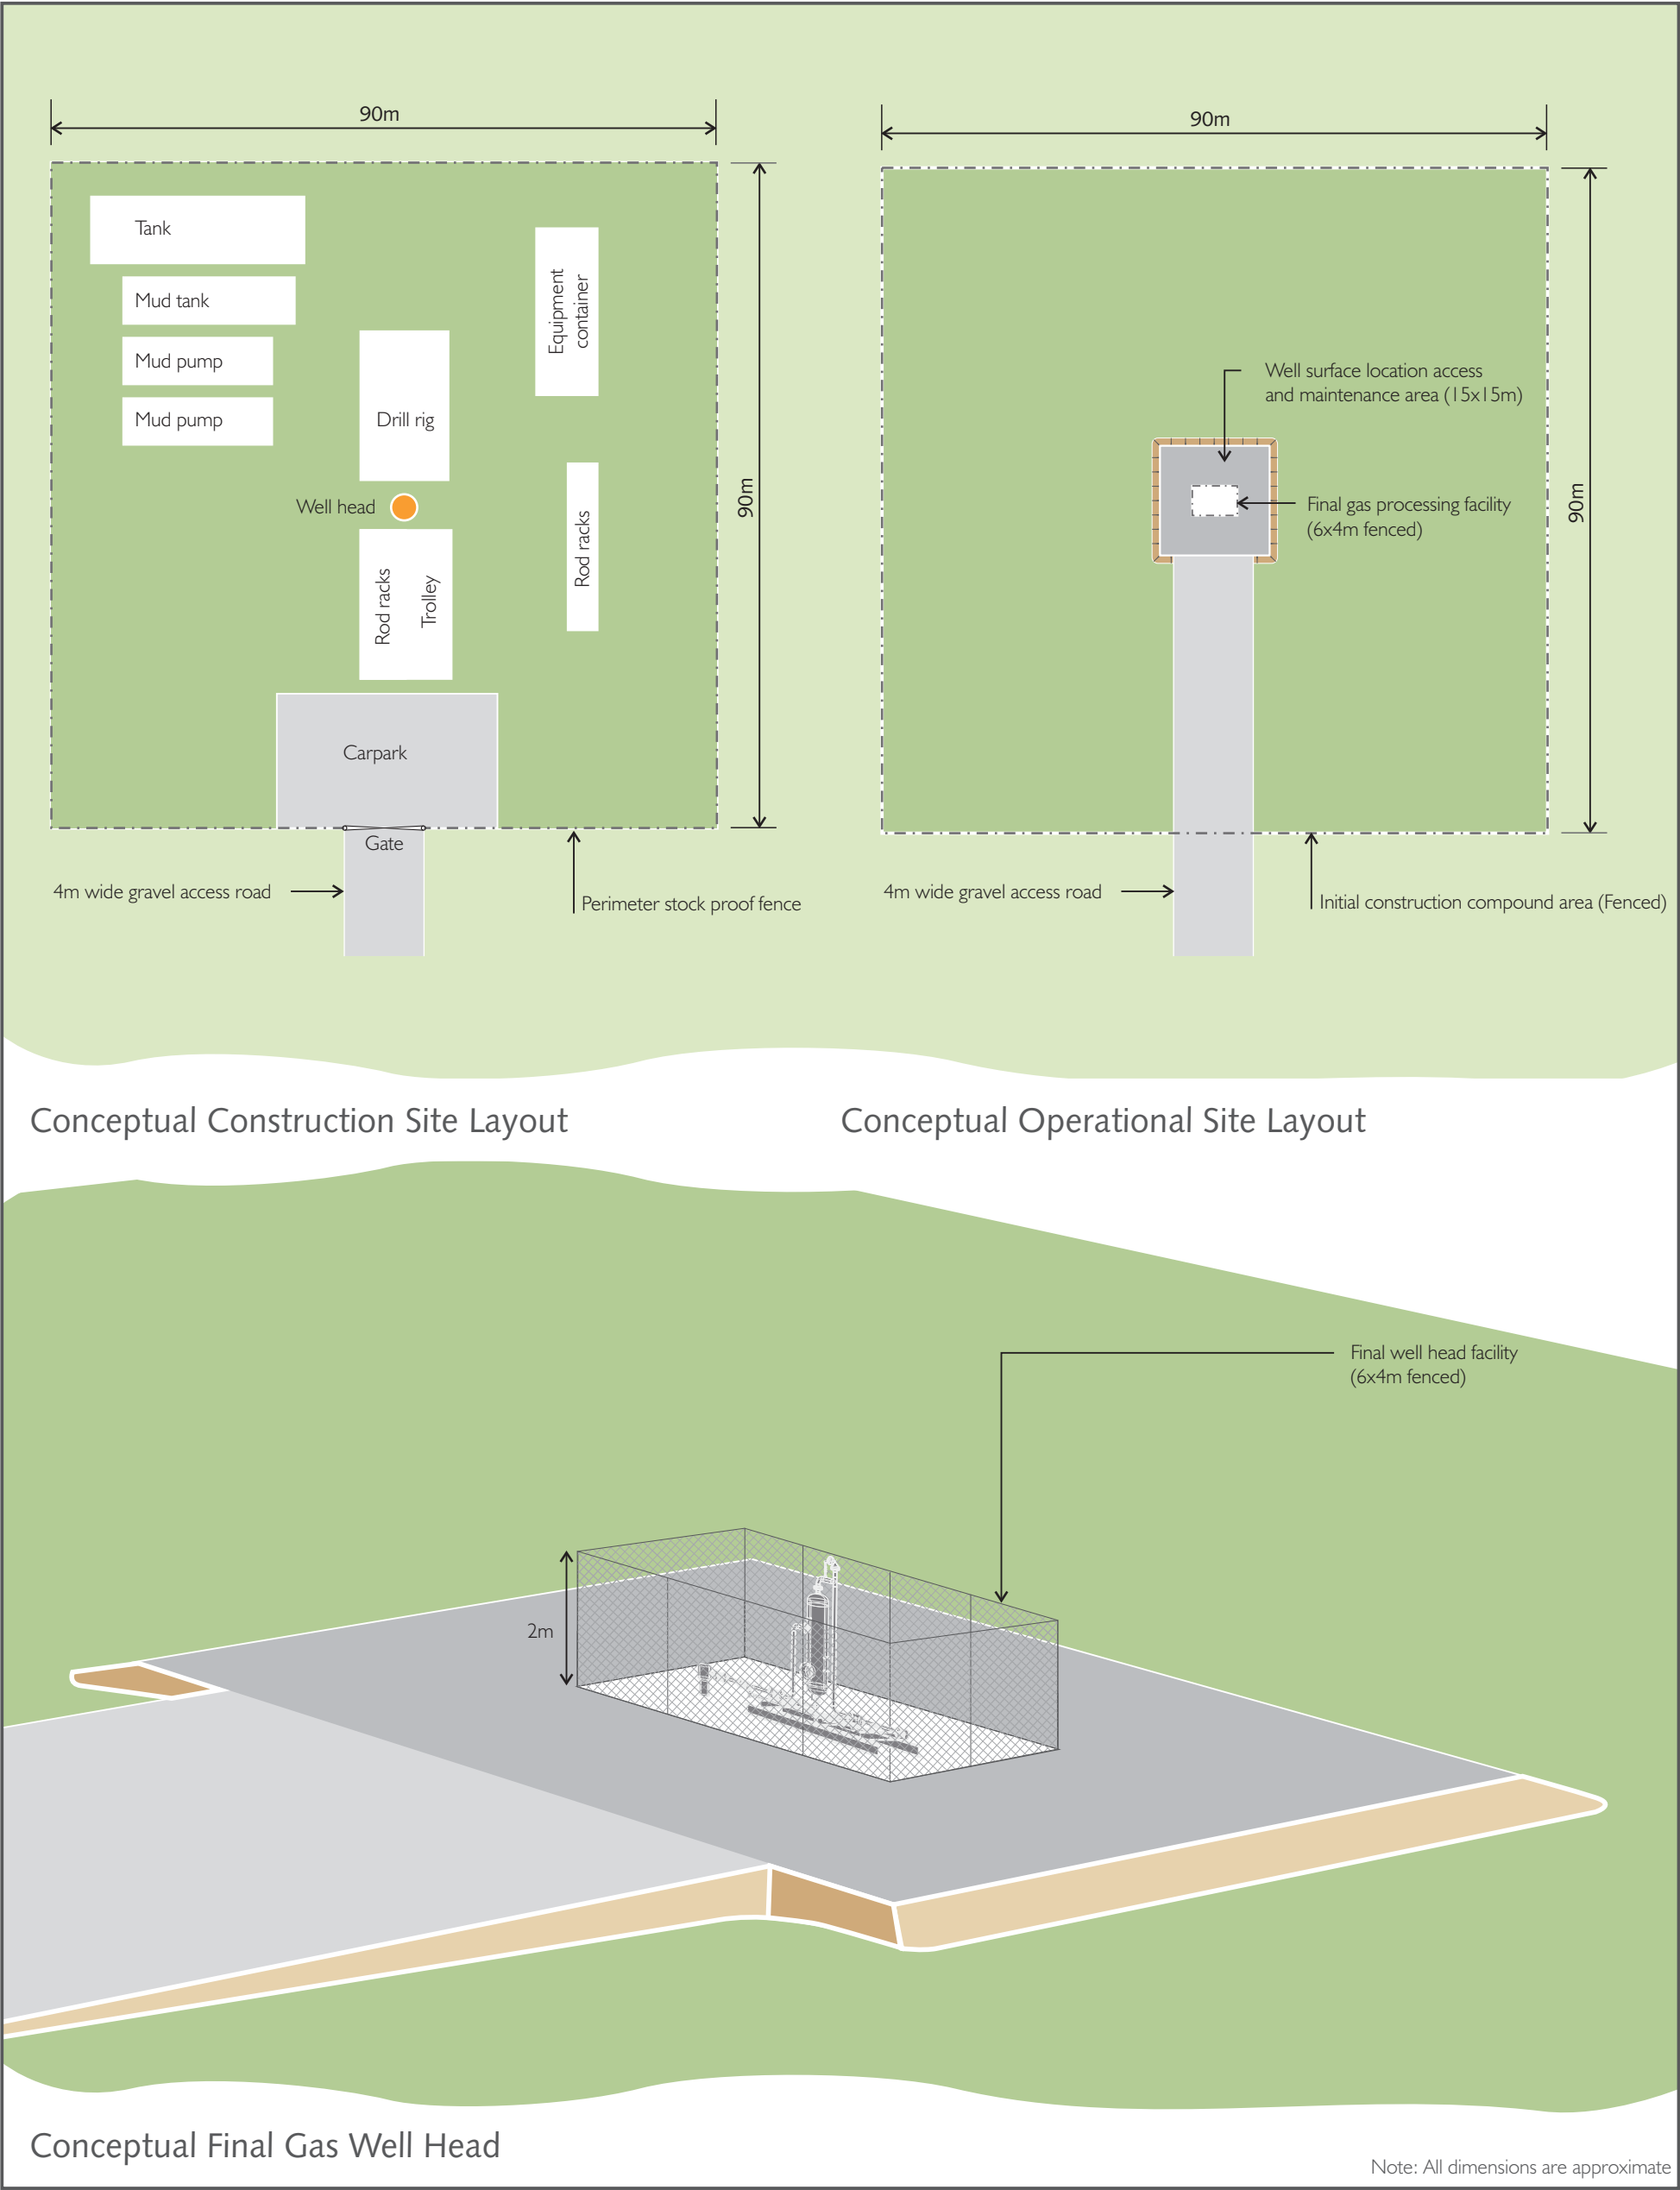 90m
Tank
Mud tank
Mud pump
Mud pump
Drill rig
Equipment
container
Well head
Rod racks
Trolley
Rod racks
90m
Carpark
Gate
4m wide gravel access road
Perimeter stock proof fence
90m
Well surface location access
and maintenance area (15x15m)
Final gas processing facility
(6x4m fenced)
90m
4m wide gravel access road
Initial construction compound area (Fenced)
Conceptual Construction Site Layout
Conceptual Operational Site Layout
Final well head facility
(6x4m fenced)
2m
Conceptual Final Gas Well Head
Note: All dimensions are approximate